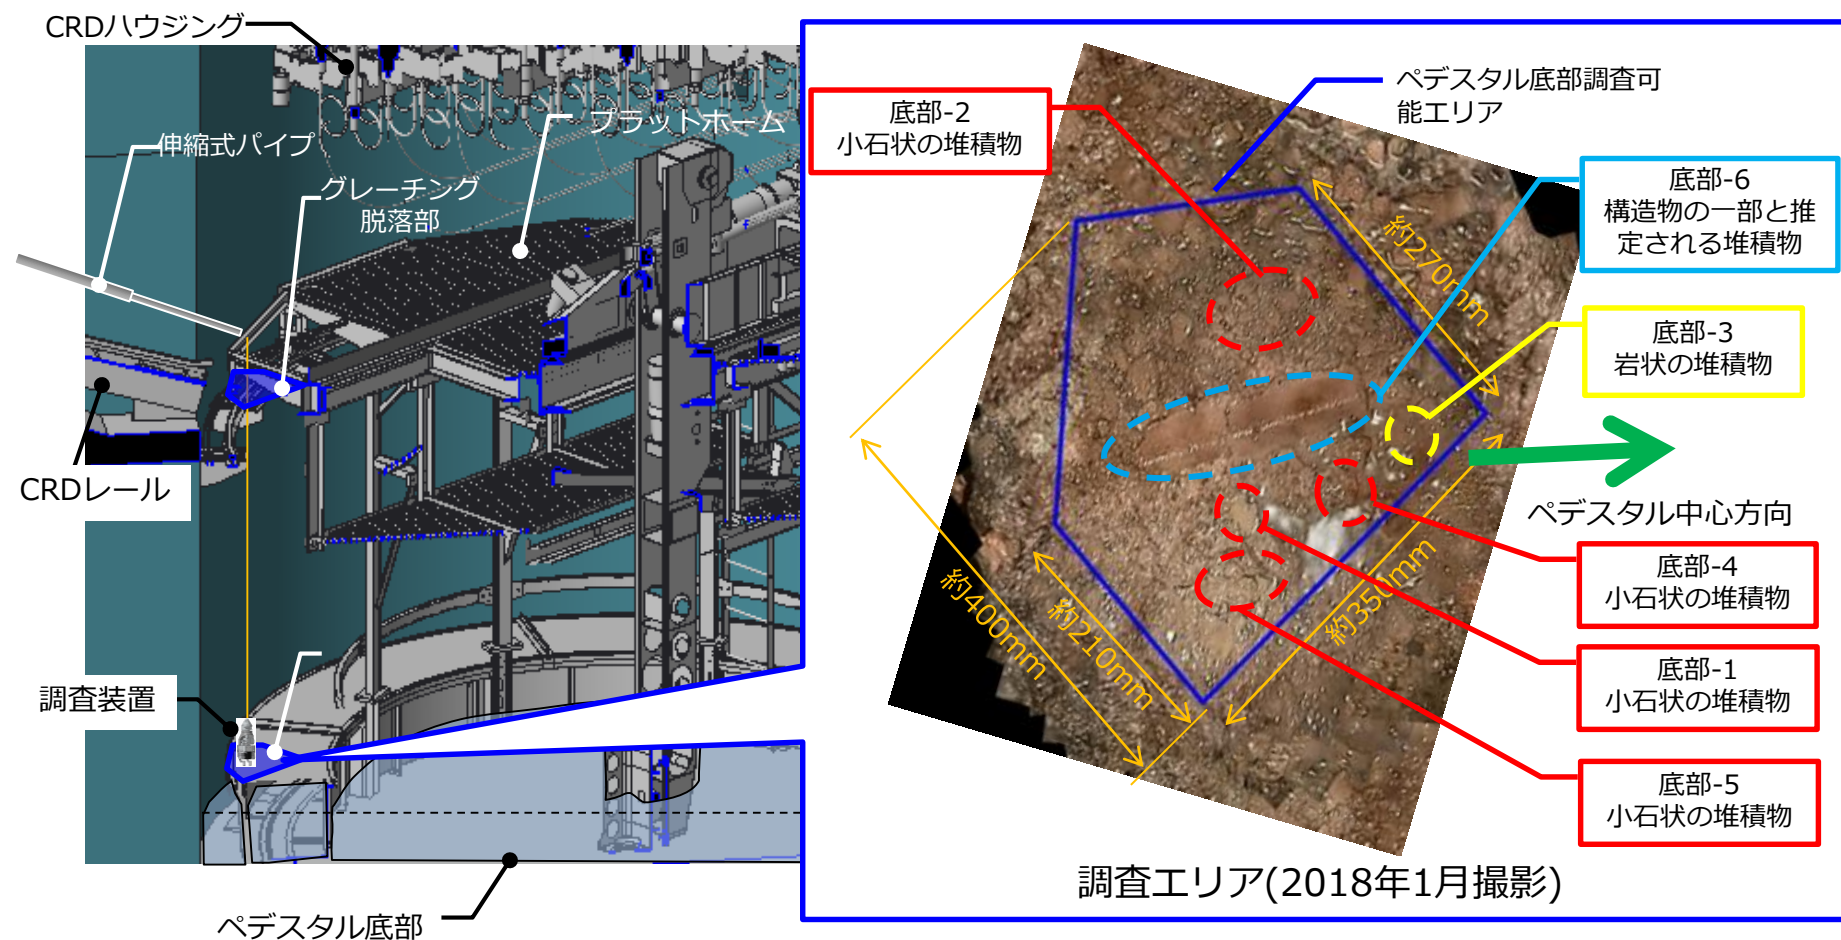 CRDハウジング
伸縮式パイプ
プラットホーム
グレーチング
脱落部
CRDレール
調査装置
ペデスタル底部
底部-2
小石状の堆積物
ペデスタル底部調査可
能エリア
底部-6
構造物の一部と推
定される堆積物
約270mm
底部-3
岩状の堆積物
ペデスタル中心方向
約400mm
約210mm
約350mm
底部-4
小石状の堆積物
底部-1
小石状の堆積物
底部-5
小石状の堆積物
調査エリア(2018年1月撮影)